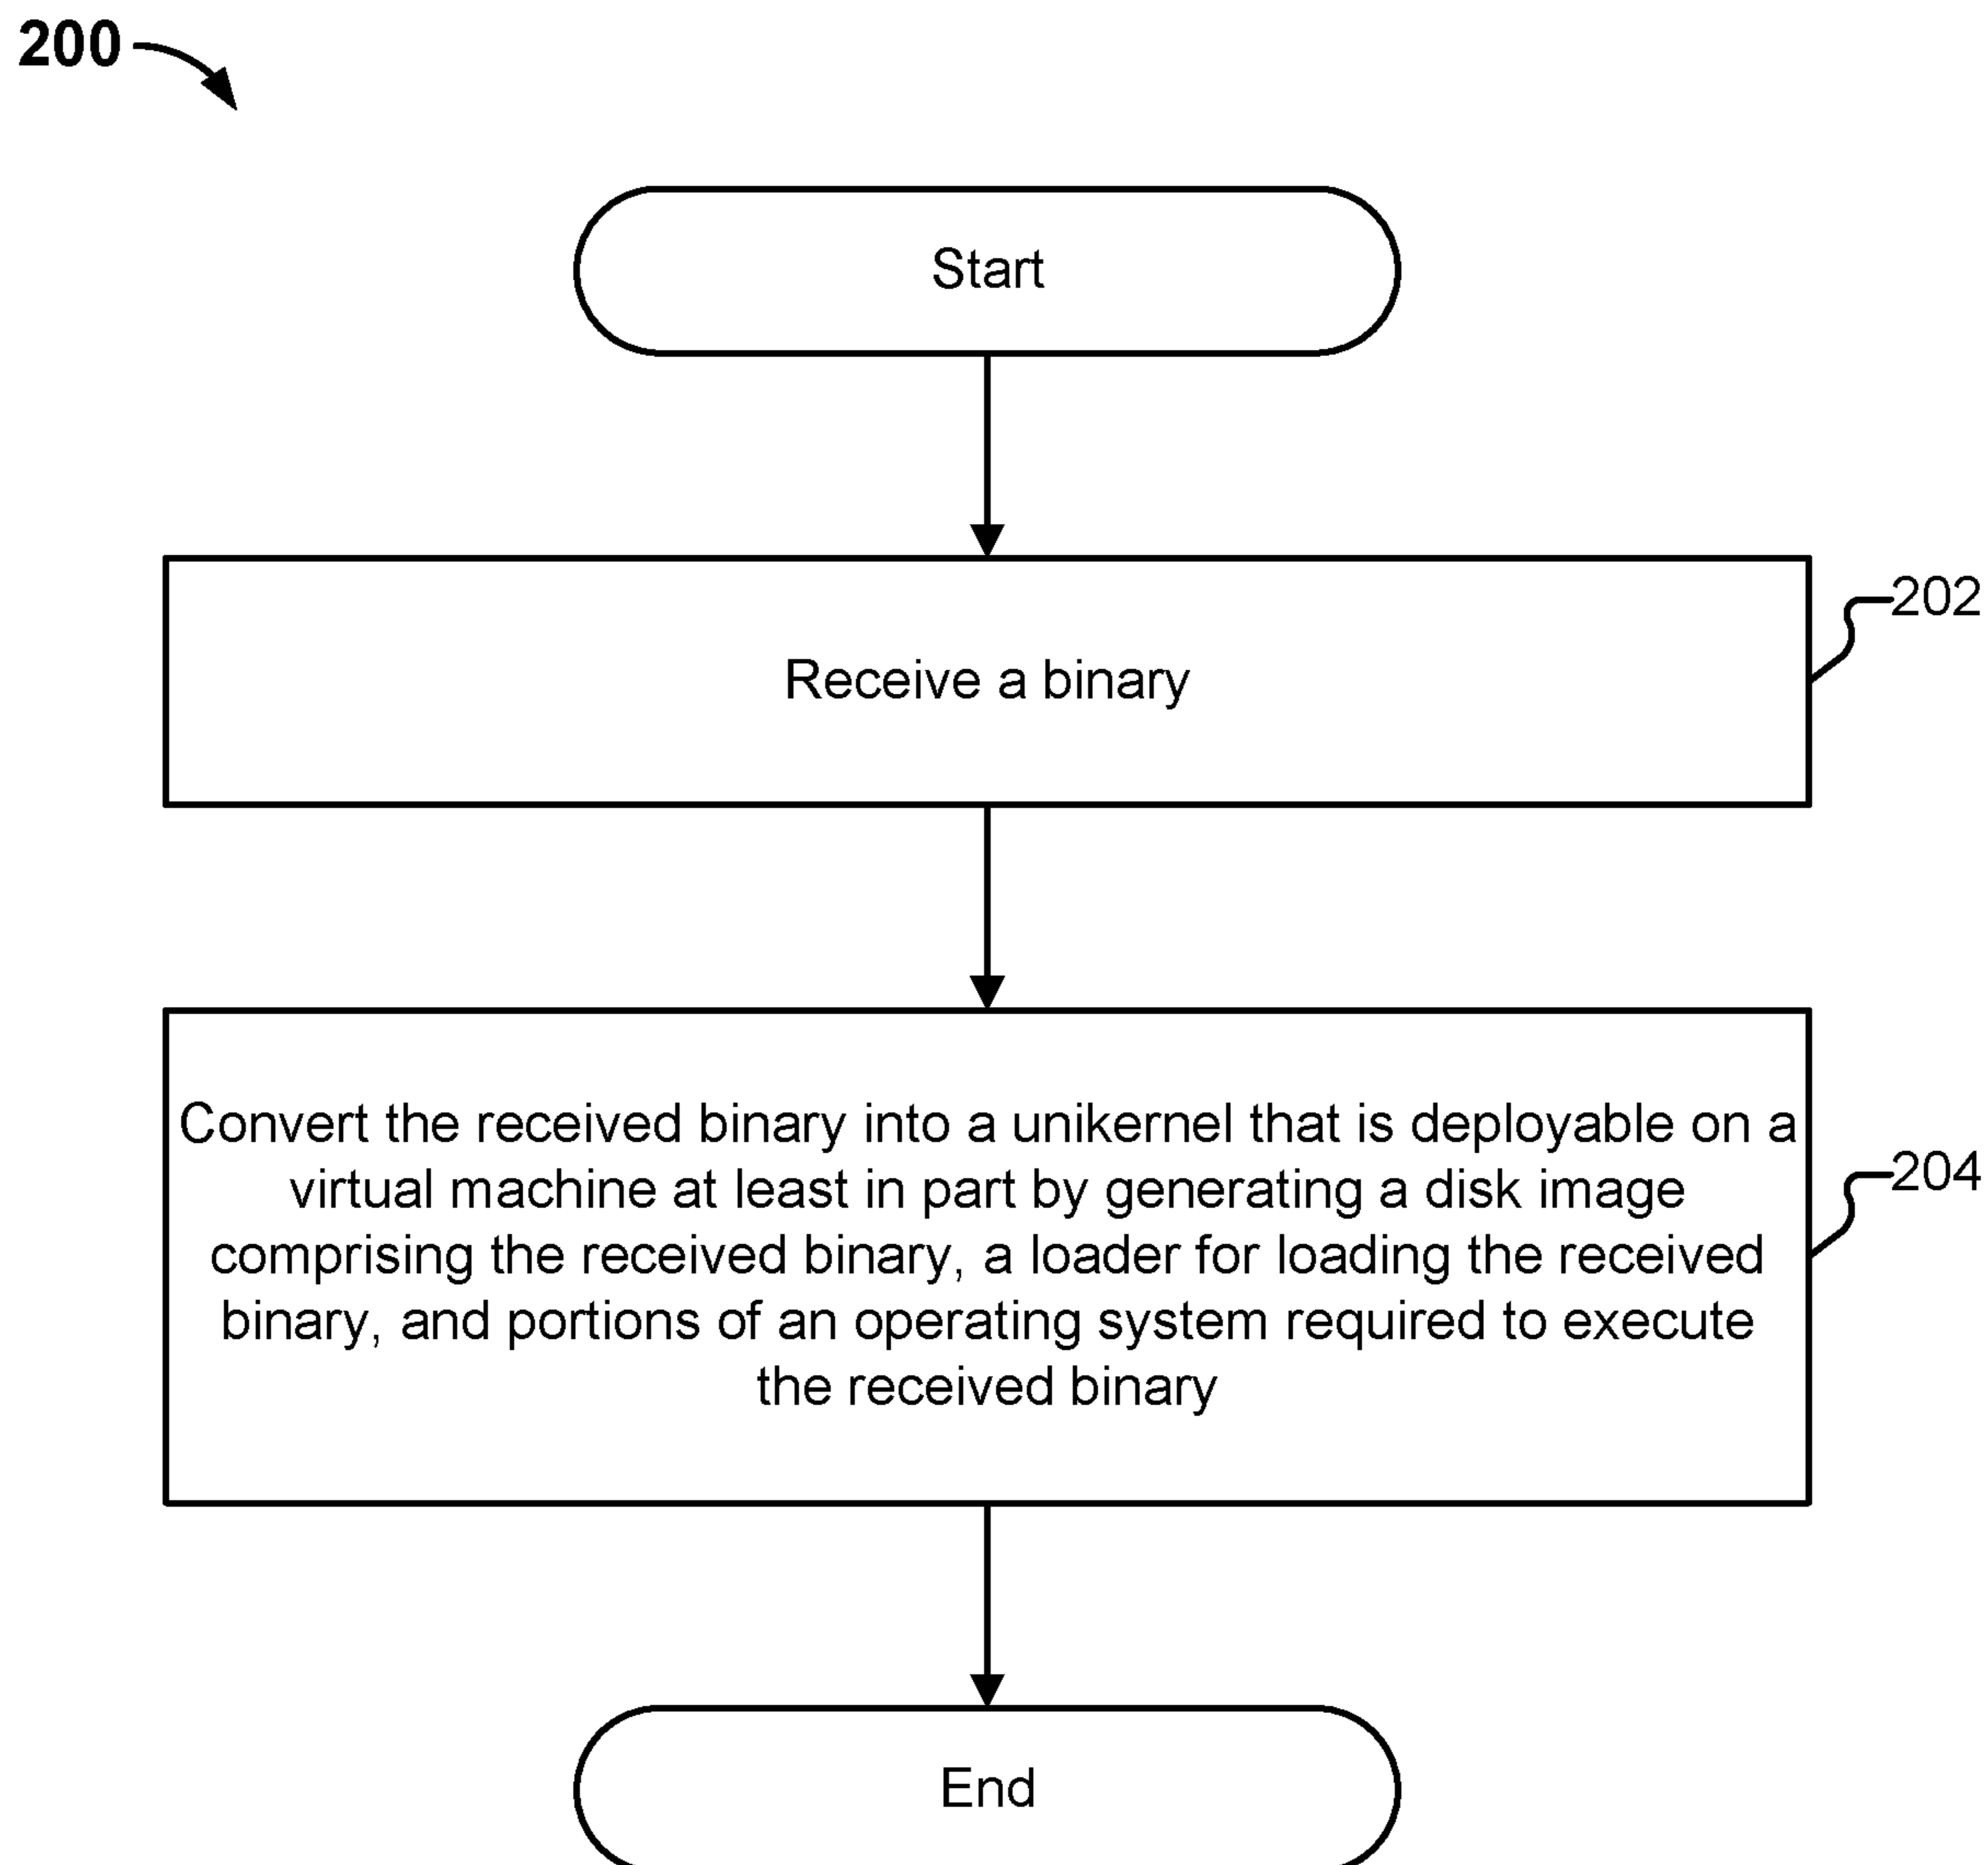 200
Start
Receive a binary
202
Convert the received binary into a unikernel that is deployable on a
virtual machine at least in part by generating a disk image
comprising the received binary, a loader for loading the received
binary, and portions of an operating system required to execute
the received binary
204
End